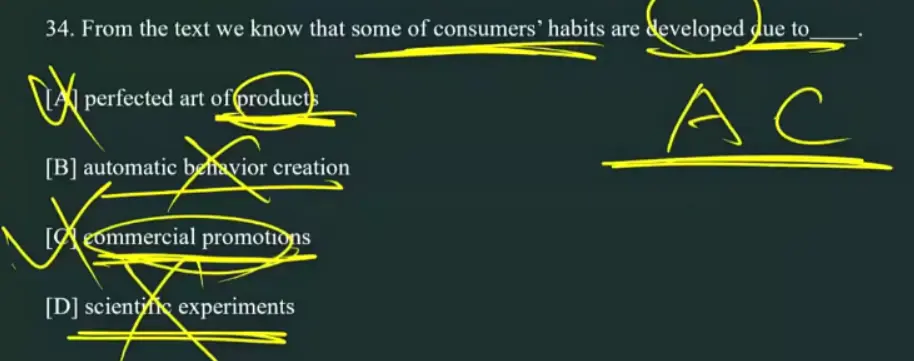 34. From the text we know that some of consumers’ habits are developed due to_____.
[A] perfected art of products
A C
[B] automatic behavior creation
[C] commercial promotions
[D] scientific experiments